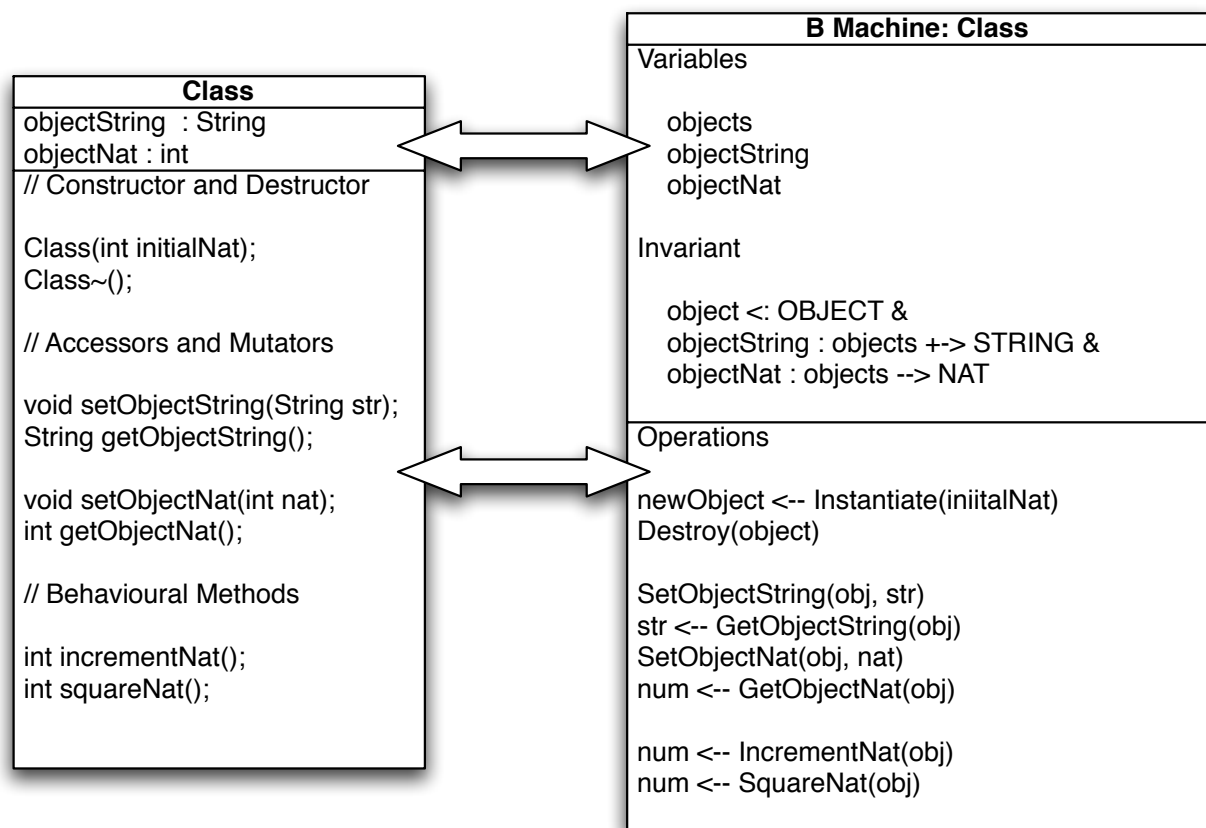 Class
objectString : String
objectNat : int
// Constructor and Destructor
Class(int initialNat);
Class~();
// Accessors and Mutators
void setObjectString(String str);
String getObjectString();
void setObjectNat(int nat);
int getObjectNat();
// Behavioural Methods
int incrementNat();
int squareNat();
B Machine: Class
Variables
objects
objectString
objectNat
Invariant
object <: OBJECT &
objectString : objects +-> STRING &
objectNat : objects --> NAT
Operations
newObject <-- Instantiate(iniitalNat)
Destroy(object)
SetObjectString(obj, str)
str <-- GetObjectString(obj)
SetObjectNat(obj, nat)
num <-- GetObjectNat(obj)
num <-- IncrementNat(obj)
num <-- SquareNat(obj)